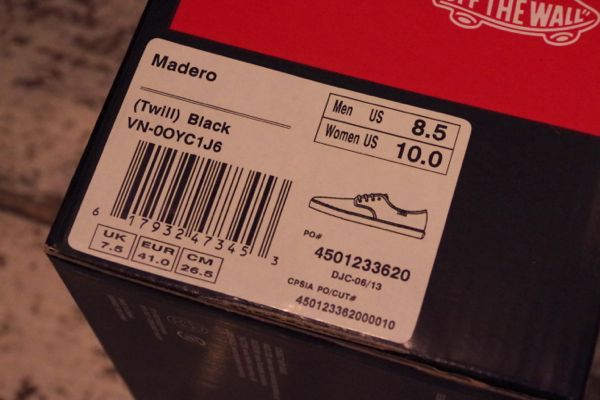 OFF THE WALL"
Madero
(Twill) Black
VN-0OYC1J6
Men US 8.5
Women US 10.0
6 17932 47345 3
UK 7.5
EUR 41.0
CM 26.5
PO#
4501233620
DJC-06/13
CPSIA PO/CUT#
450123362000010